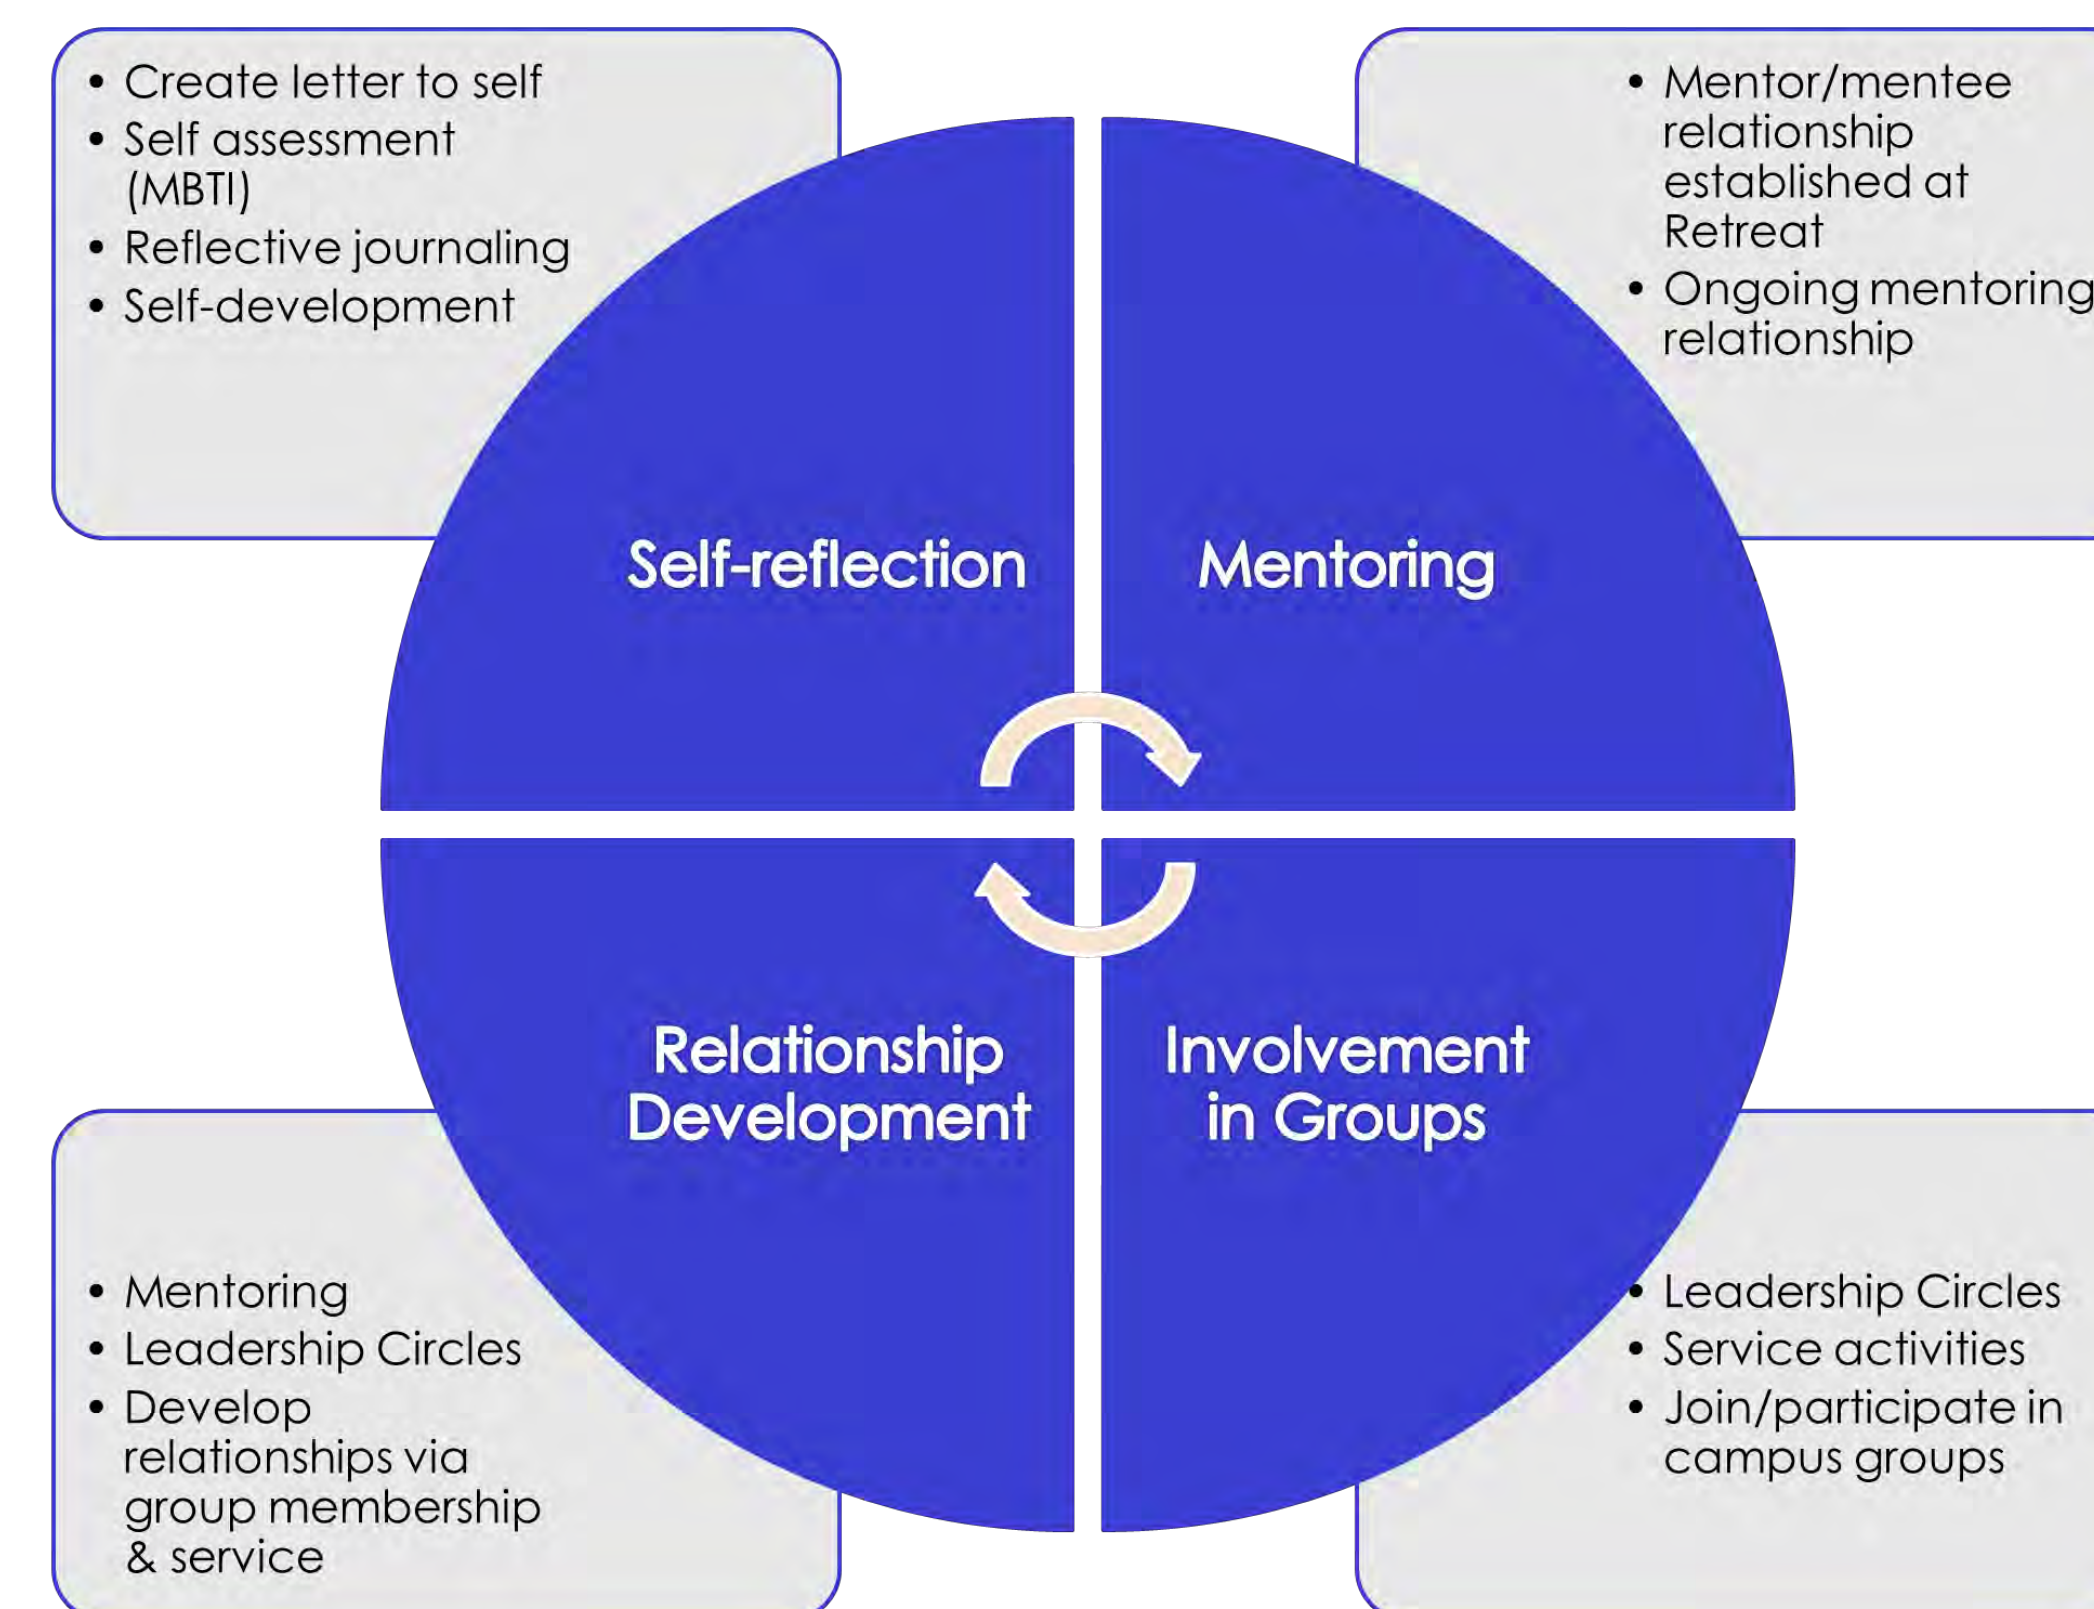 • Create letter to self
• Self assessment
(MBTI)
• Reflective journaling
• Self-development
• Mentor/mentee
relationship
established at
Retreat
• Ongoing mentoring
relationship
Self-reflection
Mentoring
Relationship
Development
Involvement
in Groups
• Mentoring
• Leadership Circles
• Develop
relationships via
group membership
& service
• Leadership Circles
• Service activities
• Join/participate in
campus groups